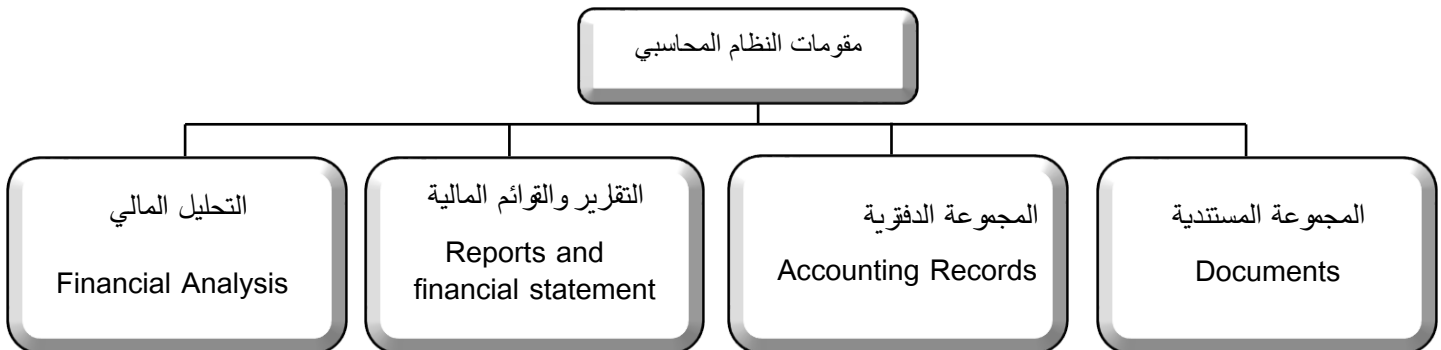 مقومات النظام المحاسبي
المجموعة المستندية
Documents
المجموعة الدفقرية
Accounting Records
التقارير والقوائم المالية
Reports and
financial statement
التحليل المالي
Financial Analysis